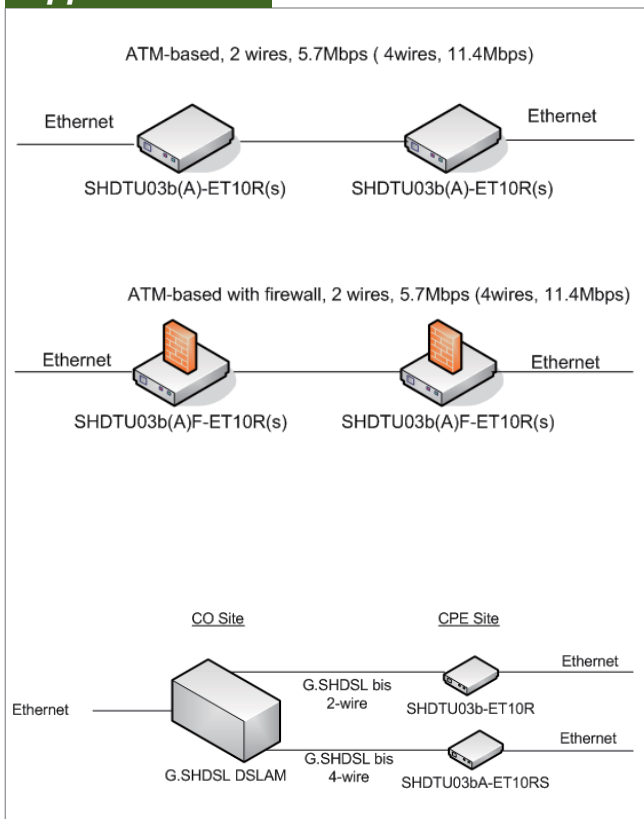 ATM-based, 2 wires, 5.7Mbps ( 4wires, 11.4Mbps)
Ethernet
Ethernet
SHDTU03b(A)-ET10R(s)
SHDTU03b(A)-ET10R(s)
ATM-based with firewall, 2 wires, 5.7Mbps (4wires, 11.4Mbps)
Ethernet
Ethernet
SHDTU03b(A)F-ET10R(s)
SHDTU03b(A)F-ET10R(s)
CO Site
CPE Site
Ethernet
G.SHDSL bis
2-wire
SHDTU03b-ET10R
Ethernet
Ethernet
G.SHDSL DSLAM
G.SHDSL bis
4-wire
SHDTU03bA-ET10RS